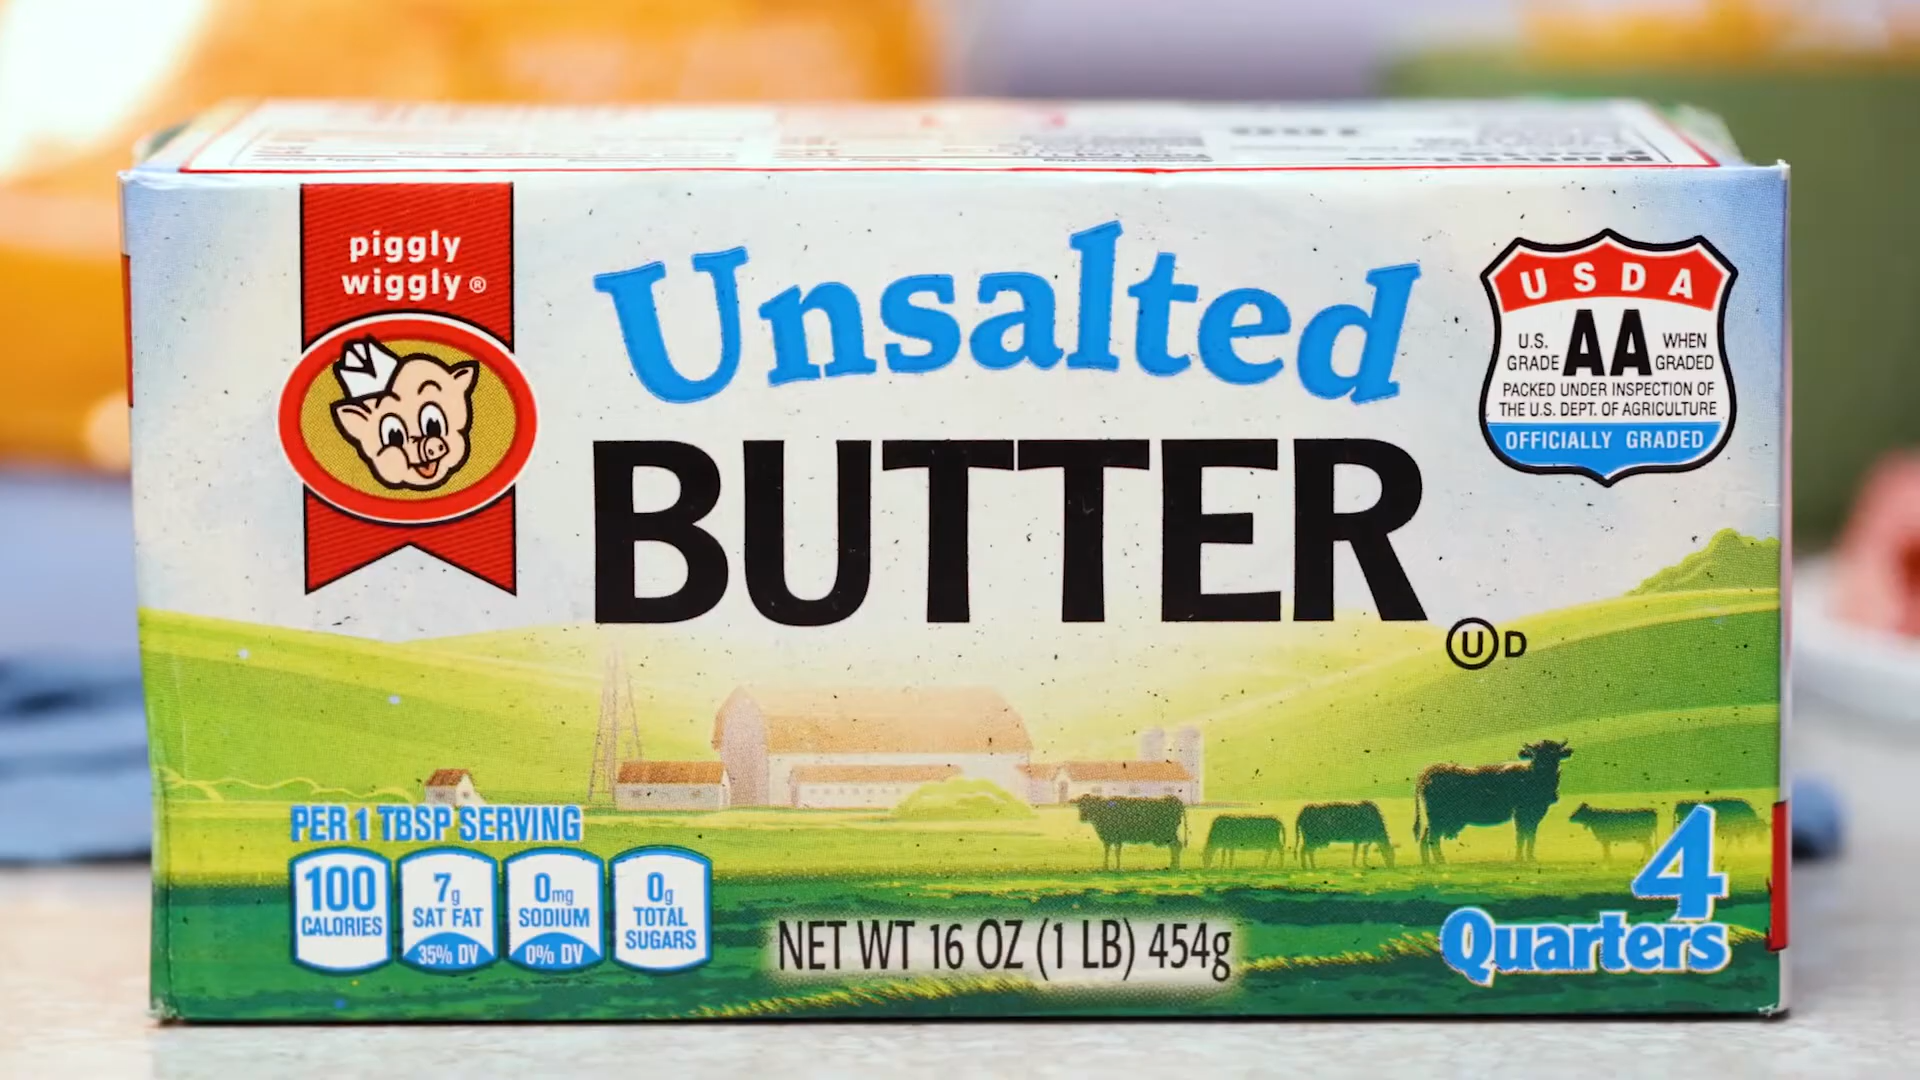 piggly
wiggly®
Unsalted
BUTTER
USDA
U.S. GRADE AA WHEN GRADED
PACKED UNDER INSPECTION OF
THE U.S. DEPT. OF AGRICULTURE
OFFICIALLY GRADED
Ⓤ D
PER 1 TBSP SERVING
100 CALORIES
7g SAT FAT 35% DV
0mg SODIUM 0% DV
0g TOTAL SUGARS
NET WT 16 OZ (1 LB) 454g
4
Quarters